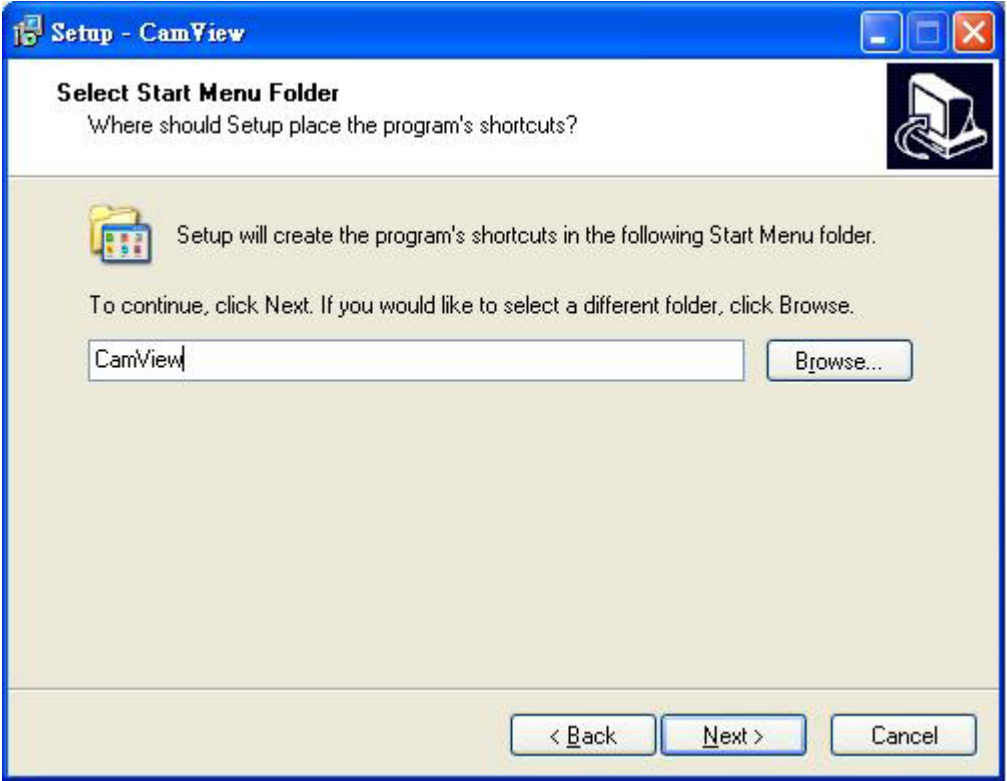 Setup - CamView
Select Start Menu Folder
Where should Setup place the program's shortcuts?
Setup will create the program's shortcuts in the following Start Menu folder.
To continue, click Next. If you would like to select a different folder, click Browse.
CamView
Browse...
< Back
Next >
Cancel